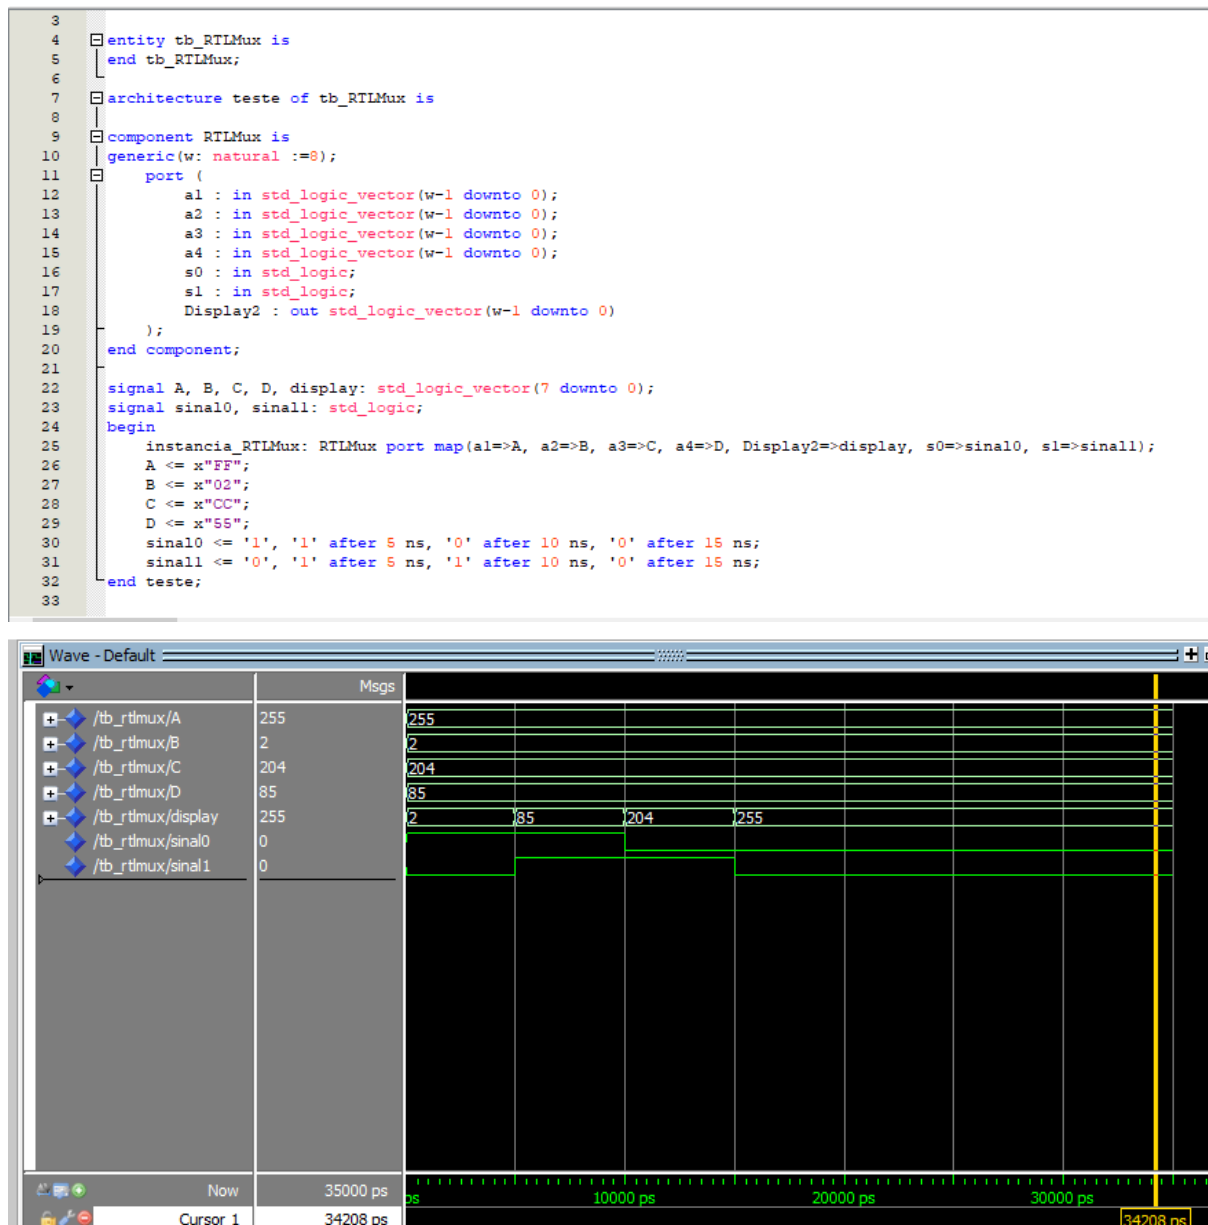 3
4 entity tb_RTLMux is
5 end tb_RTLMux;
6
7 architecture teste of tb_RTLMux is
8
9 component RTLMux is
10 generic(w: natural :=8);
11 port (
12 a1 : in std_logic_vector(w-1 downto 0);
13 a2 : in std_logic_vector(w-1 downto 0);
14 a3 : in std_logic_vector(w-1 downto 0);
15 a4 : in std_logic_vector(w-1 downto 0);
16 s0 : in std_logic;
17 s1 : in std_logic;
18 Display2 : out std_logic_vector(w-1 downto 0)
19 );
20 end component;
21
22 signal A, B, C, D, display: std_logic_vector(7 downto 0);
23 signal sinal0, sinal1: std_logic;
24 begin
25 instancia_RTLMux: RTLMux port map(a1=>A, a2=>B, a3=>C, a4=>D, Display2=>display, s0=>sinal0, s1=>sinal1);
26 A <= x"FF";
27 B <= x"02";
28 C <= x"CC";
29 D <= x"55";
30 sinal0 <= '1', '1' after 5 ns, '0' after 10 ns, '0' after 15 ns;
31 sinal1 <= '0', '1' after 5 ns, '1' after 10 ns, '0' after 15 ns;
32 end teste;
33
Wave - Default
Msgs
/tb_rtlmux/A 255 255
/tb_rtlmux/B 2 2
/tb_rtlmux/C 204 204
/tb_rtlmux/D 85 85
/tb_rtlmux/display 255 2 85 204 255
/tb_rtlmux/sinal0 0
/tb_rtlmux/sinal1 0
Now 35000 ps ps 10000 ps 20000 ps 30000 ps
Cursor 1 34208 ps 34208 ps